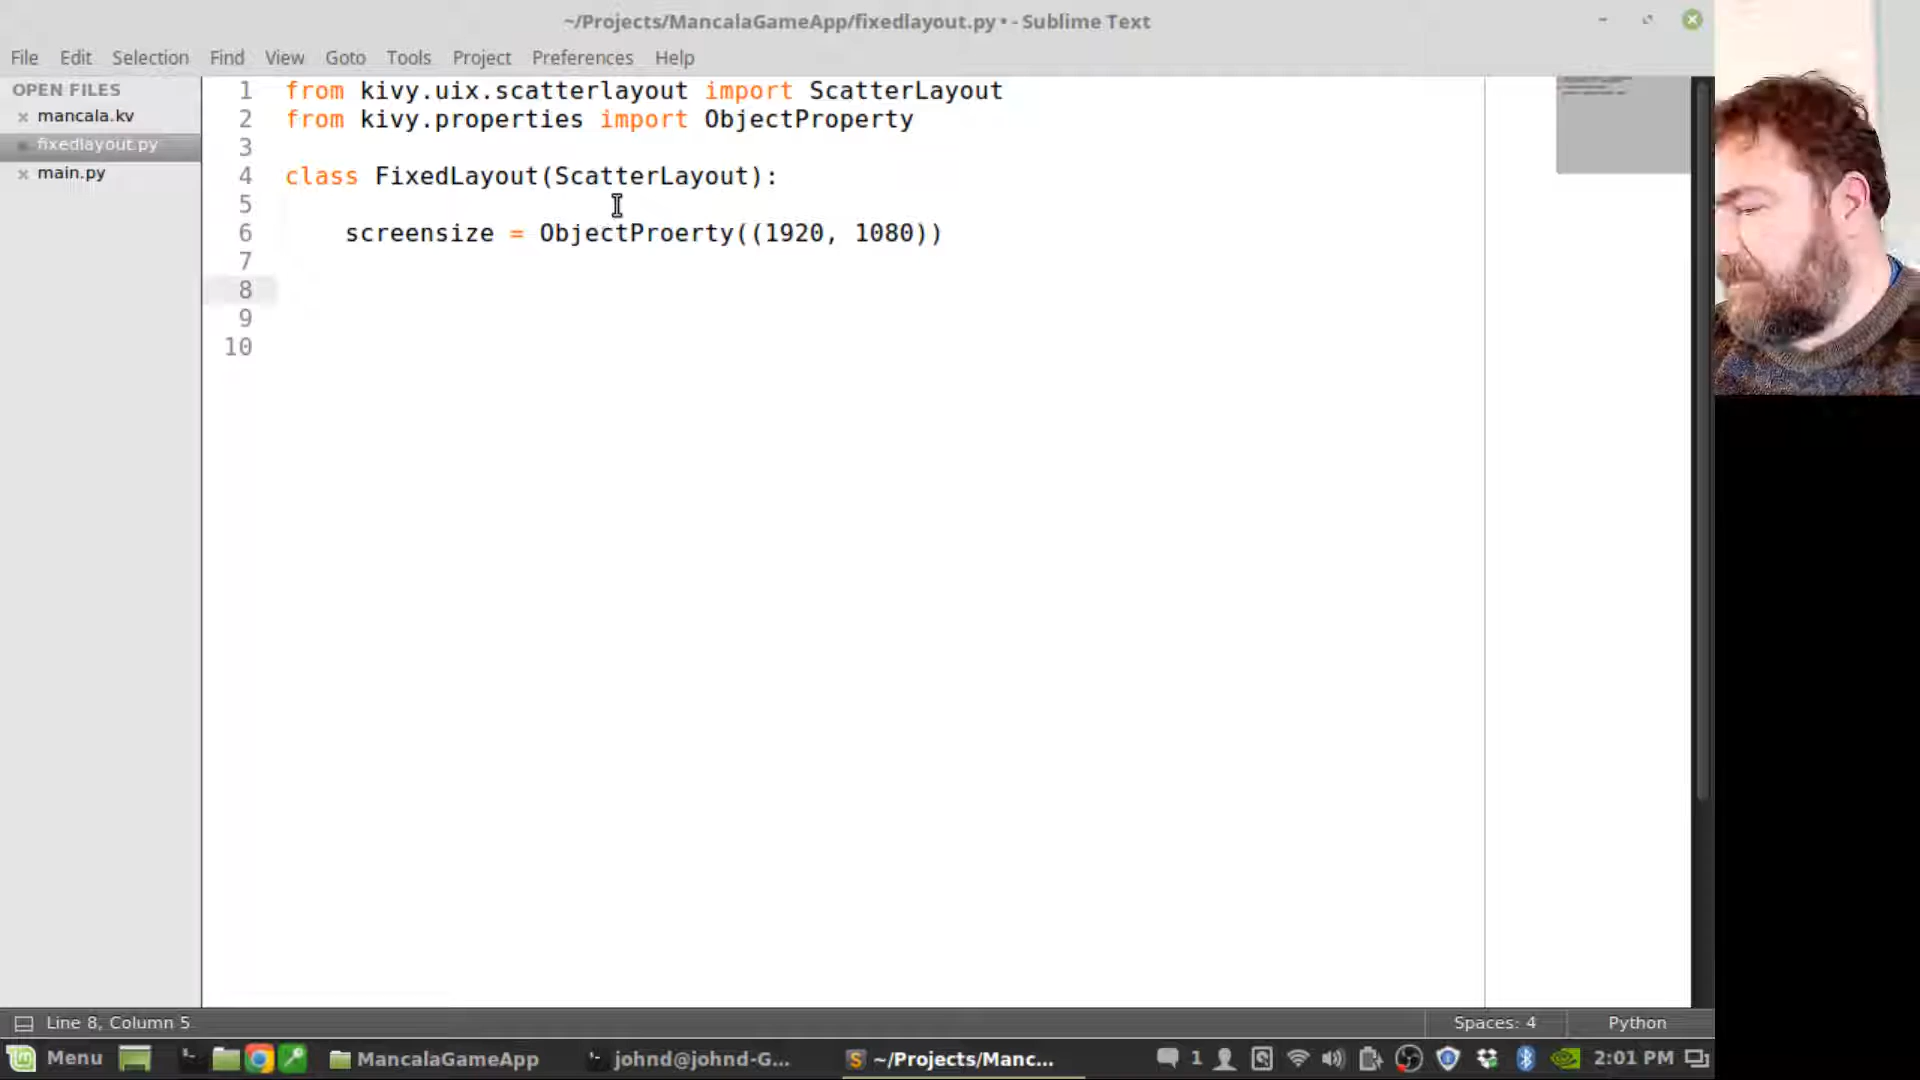 ~/Projects/MancalaGameApp/fixedlayout.py • - Sublime Text
File Edit Selection Find View Goto Tools Project Preferences Help
OPEN FILES
mancala.kv
fixedlayout.py
main.py
1 from kivy.uix.scatterlayout import ScatterLayout
2 from kivy.properties import ObjectProperty
3
4 class FixedLayout(ScatterLayout):
5
6 screensize = ObjectProerty((1920, 1080))
7
8
9
10
Line 8, Column 5 Spaces: 4 Python
Menu MancalaGameApp johnd@johnd-G... S ~/Projects/Manc... 1 2:01 PM